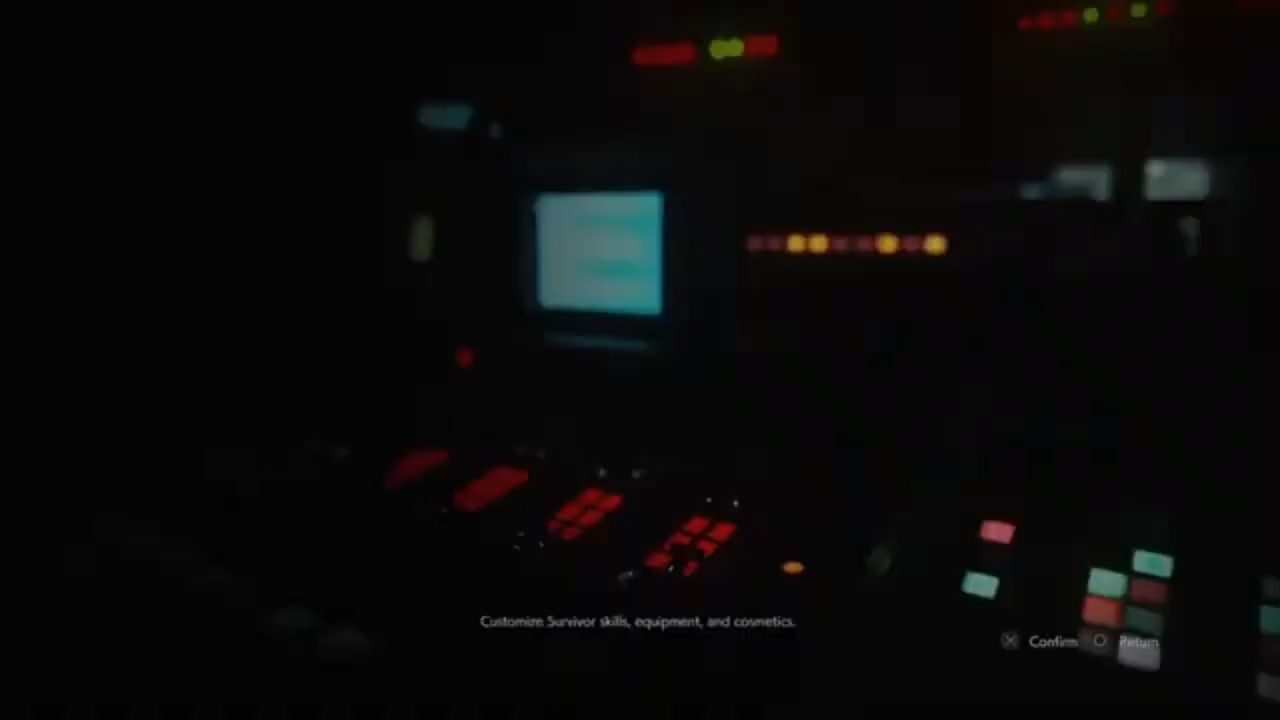 Customize Survivor skills, equipment, and cosmetics.
Confirm Return